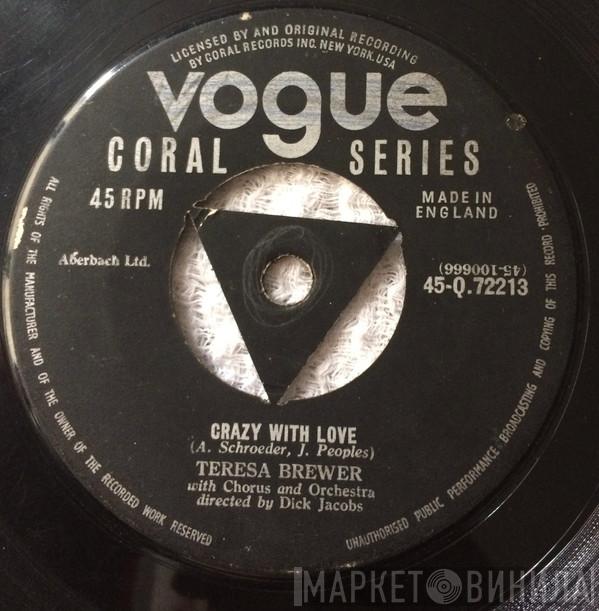 LICENSED BY AND ORIGINAL RECORDING
BY CORAL RECORDS INC. NEW YORK. USA
vogue
CORAL SERIES
45 RPM
MADE IN
ENGLAND
Aberbach Ltd.
(45-100666)
45-Q.72213
CRAZY WITH LOVE
(A. Schroeder, J. Peoples)
TERESA BREWER
with Chorus and Orchestra
directed by Dick Jacobs
ALL RIGHTS OF THE MANUFACTURER AND OF THE OWNER OF THE RECORDED WORK RESERVED
UNAUTHORISED PUBLIC PERFORMANCE BROADCASTING AND COPYING OF THIS RECORD PROHIBITED
МАРКЕТ ВИНИЛА